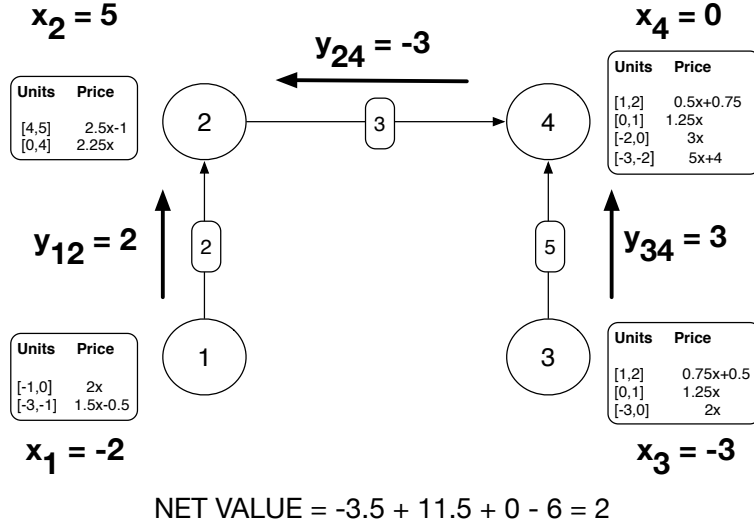 x2 = 5
x4 = 0
y24 = -3
Units Price
[4,5] 2.5x-1
[0,4] 2.25x
2
3
4
Units Price
[1,2] 0.5x+0.75
[0,1] 1.25x
[-2,0] 3x
[-3,-2] 5x+4
y12 = 2
2
5
y34 = 3
Units Price
[-1,0] 2x
[-3,-1] 1.5x-0.5
1
3
Units Price
[1,2] 0.75x+0.5
[0,1] 1.25x
[-3,0] 2x
x1 = -2
x3 = -3
NET VALUE = -3.5 + 11.5 + 0 - 6 = 2